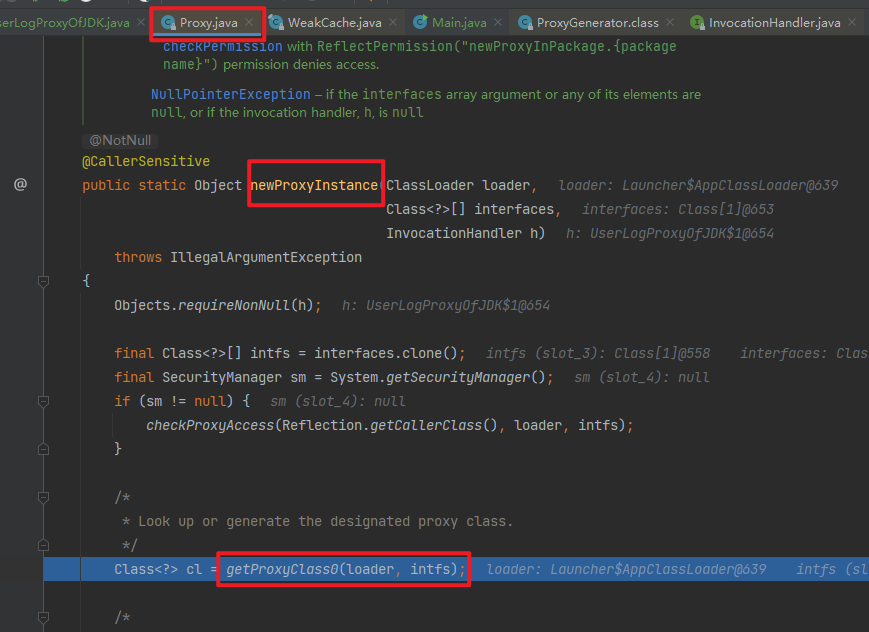 serLogProxyOfJDK.java Proxy.java WeakCache.java Main.java ProxyGenerator.class InvocationHandler.java
checkPermission with ReflectPermission("newProxyInPackage.{package
name}") permission denies access.
NullPointerException – if the interfaces array argument or any of its elements are
null, or if the invocation handler, h, is null
@NotNull
@CallerSensitive
@ public static Object newProxyInstance(ClassLoader loader, loader: Launcher$AppClassLoader@639
Class<?>[] interfaces, interfaces: Class[1]@653
InvocationHandler h) h: UserLogProxyOfJDK$1@654
throws IllegalArgumentException
{
Objects.requireNonNull(h); h: UserLogProxyOfJDK$1@654
final Class<?>[] intfs = interfaces.clone(); intfs (slot_3): Class[1]@558 interfaces: Clas
final SecurityManager sm = System.getSecurityManager(); sm (slot_4): null
if (sm != null) { sm (slot_4): null
checkProxyAccess(Reflection.getCallerClass(), loader, intfs);
}
/*
* Look up or generate the designated proxy class.
*/
Class<?> cl = getProxyClass0(loader, intfs); loader: Launcher$AppClassLoader@639 intfs (sl
/*